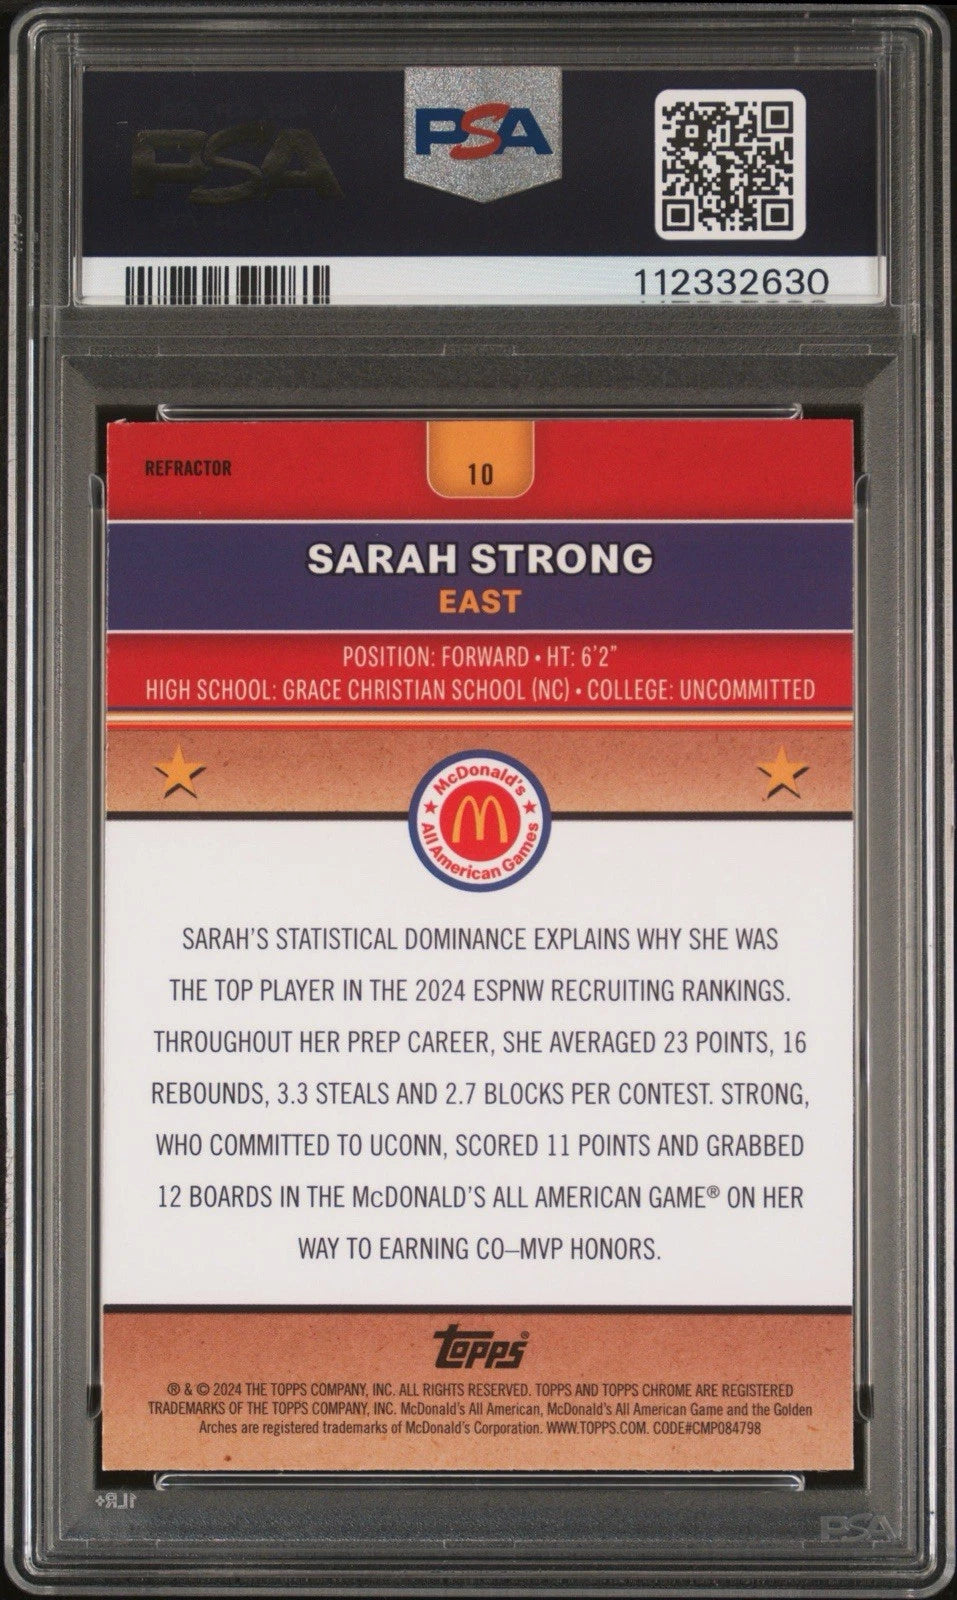 PSA
PSA
112332630
REFRACTOR
10
SARAH STRONG
EAST
POSITION: FORWARD • HT: 6'2"
HIGH SCHOOL: GRACE CHRISTIAN SCHOOL (NC) • COLLEGE: UNCOMMITTED
McDonald's
All American Games
SARAH'S STATISTICAL DOMINANCE EXPLAINS WHY SHE WAS
THE TOP PLAYER IN THE 2024 ESPNW RECRUITING RANKINGS.
THROUGHOUT HER PREP CAREER, SHE AVERAGED 23 POINTS, 16
REBOUNDS, 3.3 STEALS AND 2.7 BLOCKS PER CONTEST. STRONG,
WHO COMMITTED TO UCONN, SCORED 11 POINTS AND GRABBED
12 BOARDS IN THE McDONALD'S ALL AMERICAN GAME® ON HER
WAY TO EARNING CO–MVP HONORS.
Topps®
® & © 2024 THE TOPPS COMPANY, INC. ALL RIGHTS RESERVED. TOPPS AND TOPPS CHROME ARE REGISTERED
TRADEMARKS OF THE TOPPS COMPANY, INC. McDonald's All American, McDonald's All American Game and the Golden
Arches are registered trademarks of McDonald's Corporation. WWW.TOPPS.COM. CODE#CMP084798
1LR+
PSA